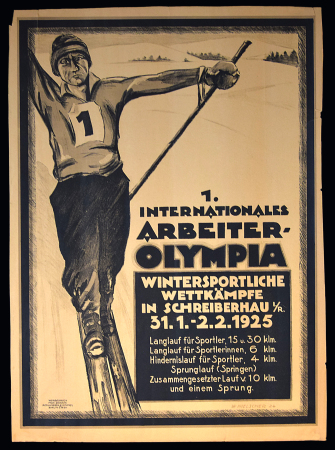 1
1.
INTERNATIONALES
ARBEITER-
OLYMPIA
WINTERSPORTLICHE
WETTKÄMPFE
IN SCHREIBERHAU i/R.
31.1.-2.2.1925
Langlauf für Sportler, 15 u. 30 klm.
Langlauf für Sportlerinnen, 6 klm.
Hindernislauf für Sportler, 4 klm.
Sprunglauf (Springen)
Zusammengesetzter Lauf v. 10 klm.
und einem Sprung.